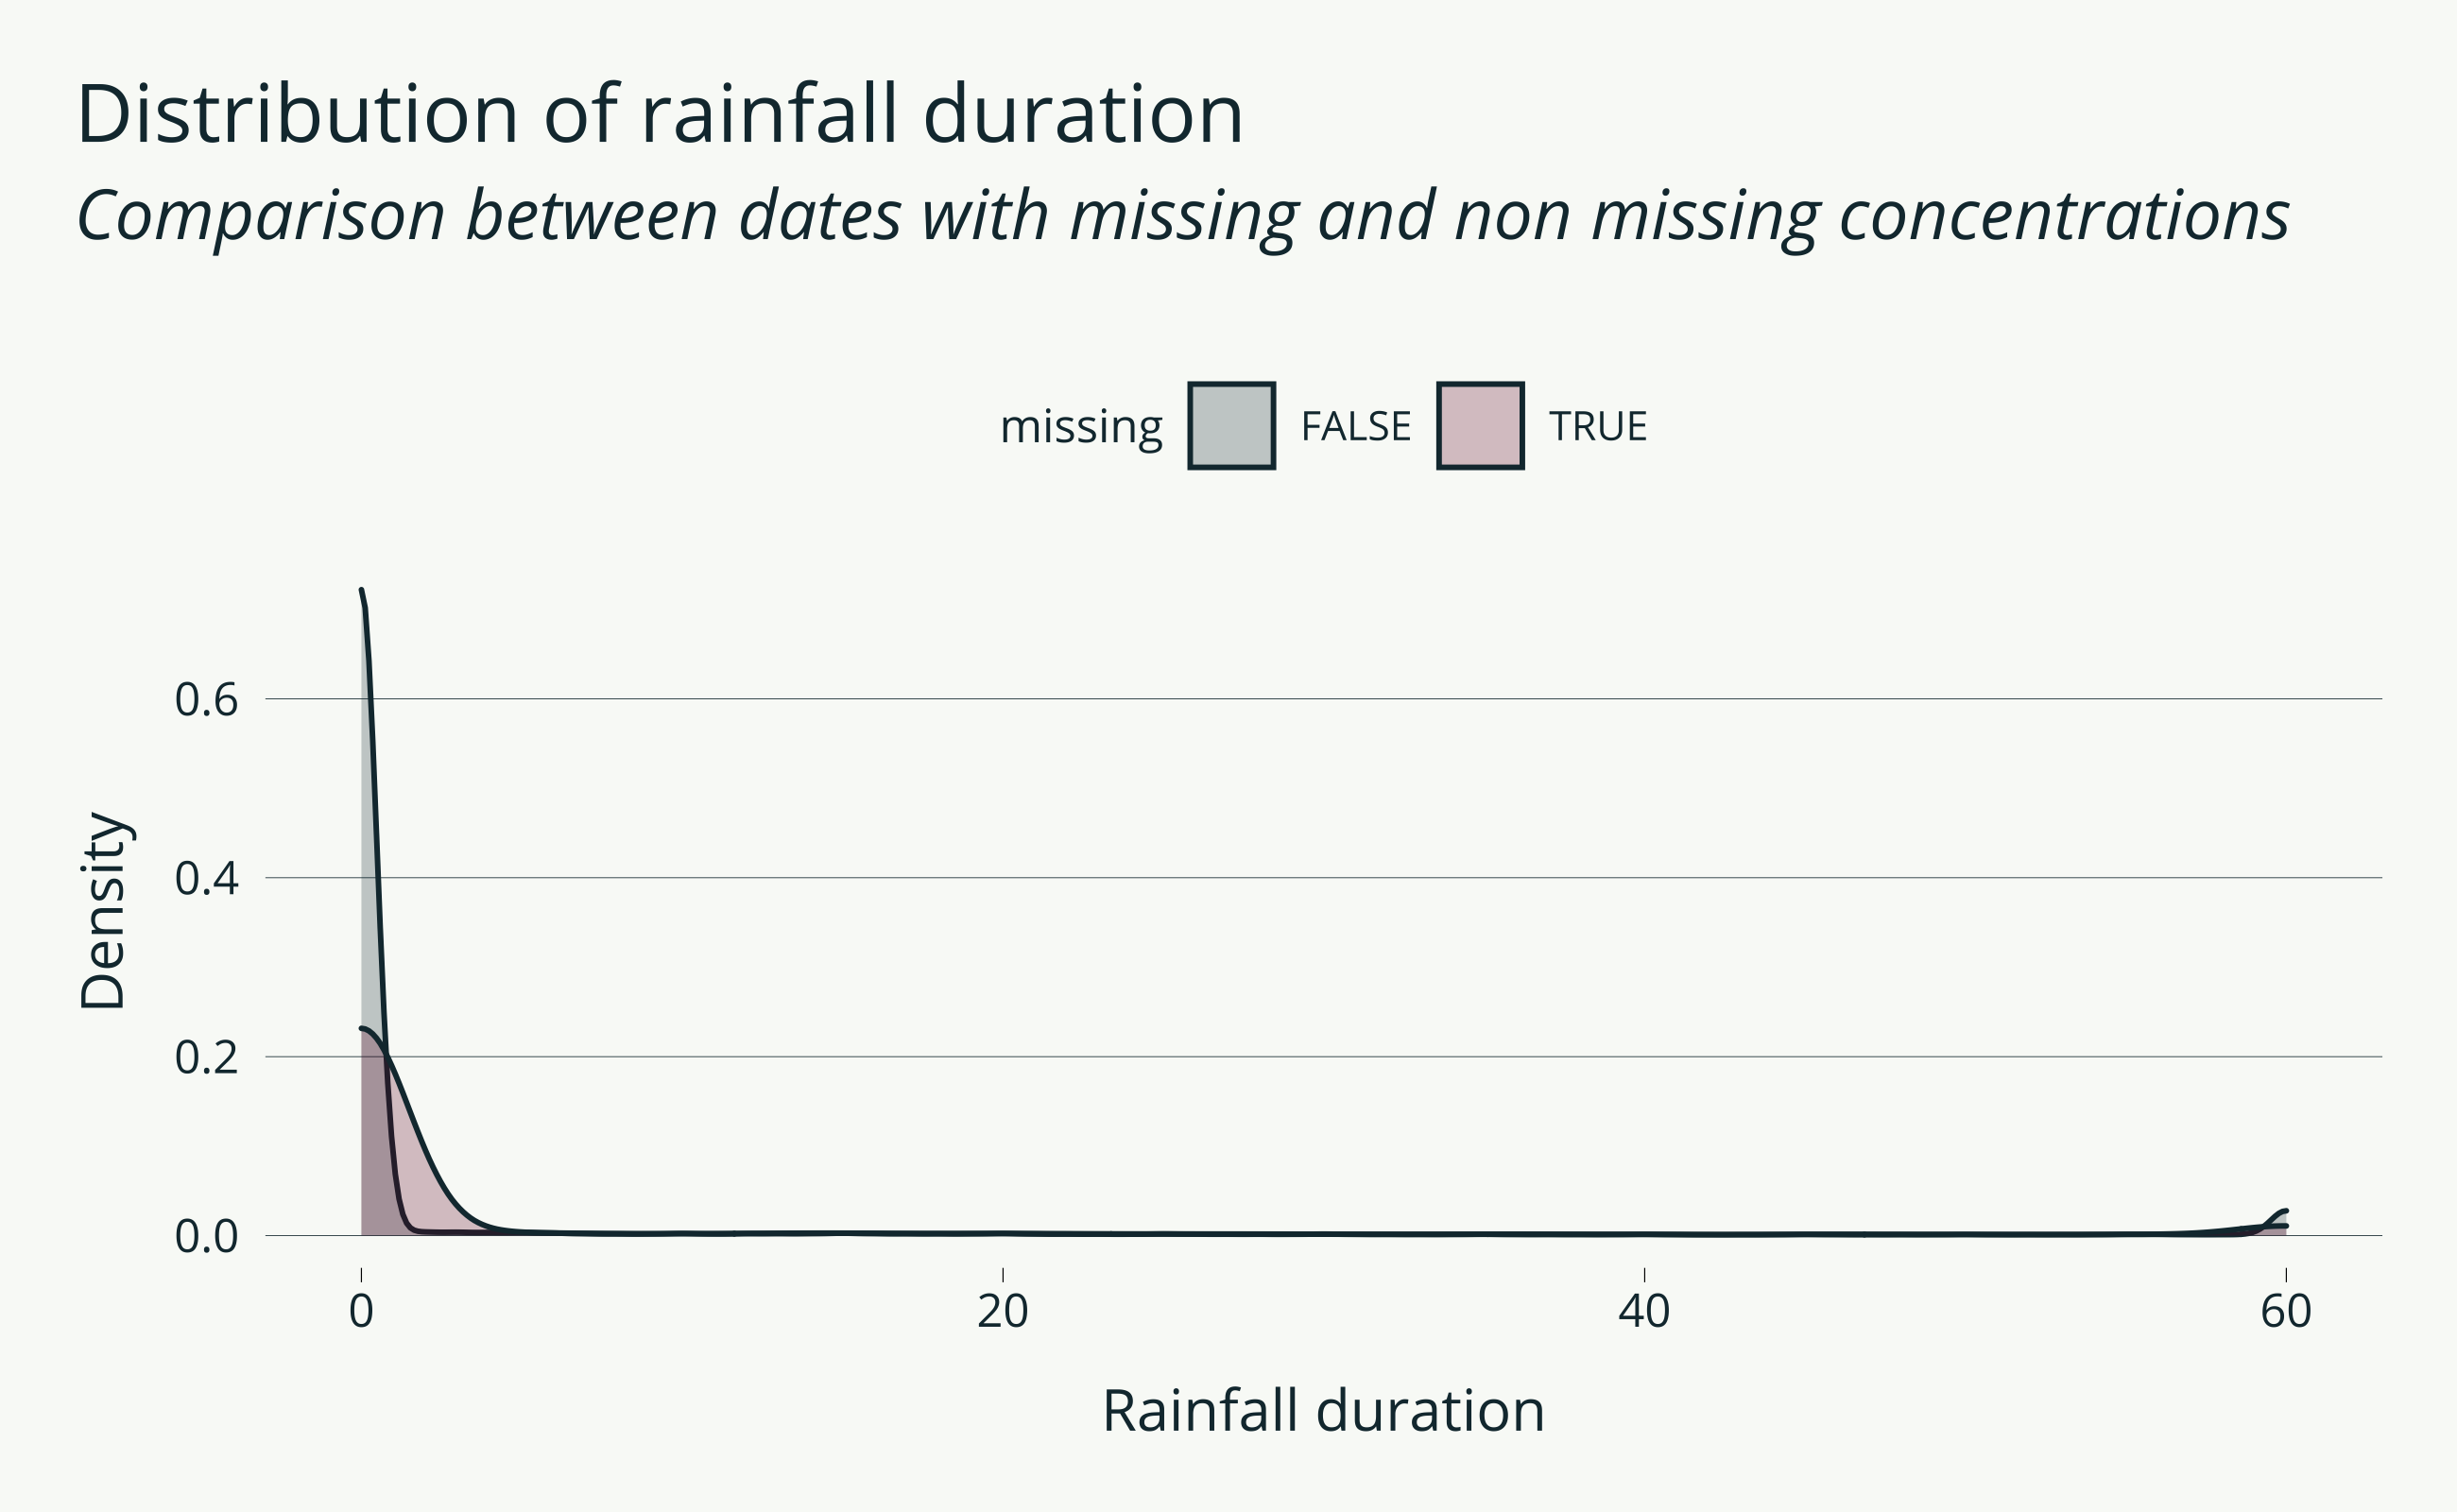 Distribution of rainfall duration
Comparison between dates with missing and non missing concentrations
missing FALSE TRUE
Density
0.6
0.4
0.2
0.0
0 20 40 60
Rainfall duration